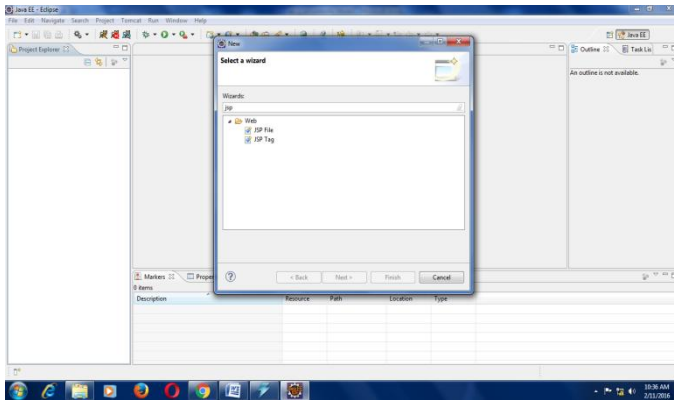 Java EE - Eclipse
File Edit Navigate Search Project Tomcat Run Window Help
Java EE
Project Explorer
New
Outline
Task Lis
Select a wizard
An outline is not available.
Wizards:
jsp
Web
JSP File
JSP Tag
Markers
Proper
< Back
Next >
Finish
Cancel
0 items
Description
Resource
Path
Location
Type
10:36 AM
2/11/2016